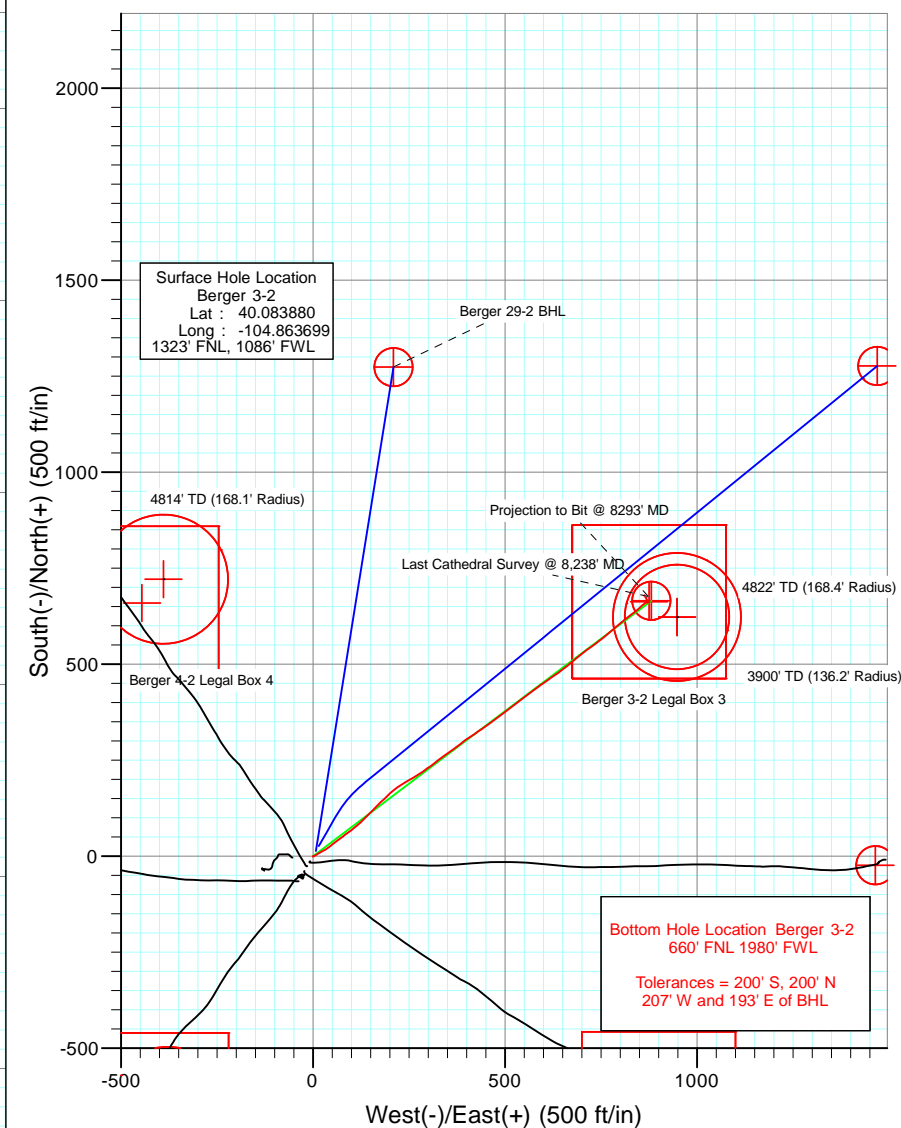 2000
1500
1000
500
0
-500
South(-)/North(+) (500 ft/in)
-500
0
500
1000
West(-)/East(+) (500 ft/in)
Surface Hole Location
Berger 3-2
Lat : 40.083880
Long : -104.863699
1323' FNL, 1086' FWL
Berger 29-2 BHL
4814' TD (168.1' Radius)
Projection to Bit @ 8293' MD
Last Cathedral Survey @ 8,238' MD
4822' TD (168.4' Radius)
Berger 4-2 Legal Box 4
3900' TD (136.2' Radius)
Berger 3-2 Legal Box 3
Bottom Hole Location Berger 3-2
660' FNL 1980' FWL
Tolerances = 200' S, 200' N
207' W and 193' E of BHL